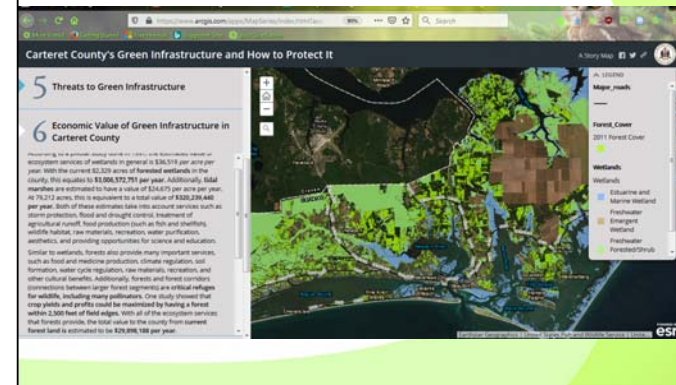 https://www.arcgis.com/apps/MapSeries/index.html?
90%
Search
Carteret County's Green Infrastructure and How to Protect It
A Story Map
5 Threats to Green Infrastructure
6 Economic Value of Green Infrastructure in
Carteret County
ecosystem services of wetlands in general is $36,514 per acre per
year. With the current 82,329 acres of forested wetlands in the
county, this equates to $3,006,572,751 per year. Additionally, tidal
marshes are estimated to have a value of $24,675 per acre per year.
At 79,212 acres, this is equivalent to a total value of $320,239,440
per year. Both of these estimates take into account services such as
storm protection, flood and drought control, treatment of
agricultural runoff, food production (such as fish and shellfish),
wildlife habitat, raw materials, recreation, water purification,
aesthetics, and providing opportunities for science and education.
Similar to wetlands, forests also provide many important services,
such as food and medicine production, climate regulation, soil
formation, water cycle regulation, raw materials, recreation, and
other cultural benefits. Additionally, forests and forest corridors
(connections between larger forest segments) are critical refuges
for wildlife, including many pollinators. One study showed that
crop yields and profits could be maximized by having a forest
within 2,500 feet of field edges. With all of the ecosystem services
that forests provide, the total value to the county from current
forest land is estimated to be $29,898,188 per year.
LEGEND
Major_roads
Forest_Cover
2011 Forest Cover
Wetlands
Wetlands
Estuarine and
Marine Wetland
Freshwater
Emergent
Wetland
Freshwater
Forested/Shrub
esri